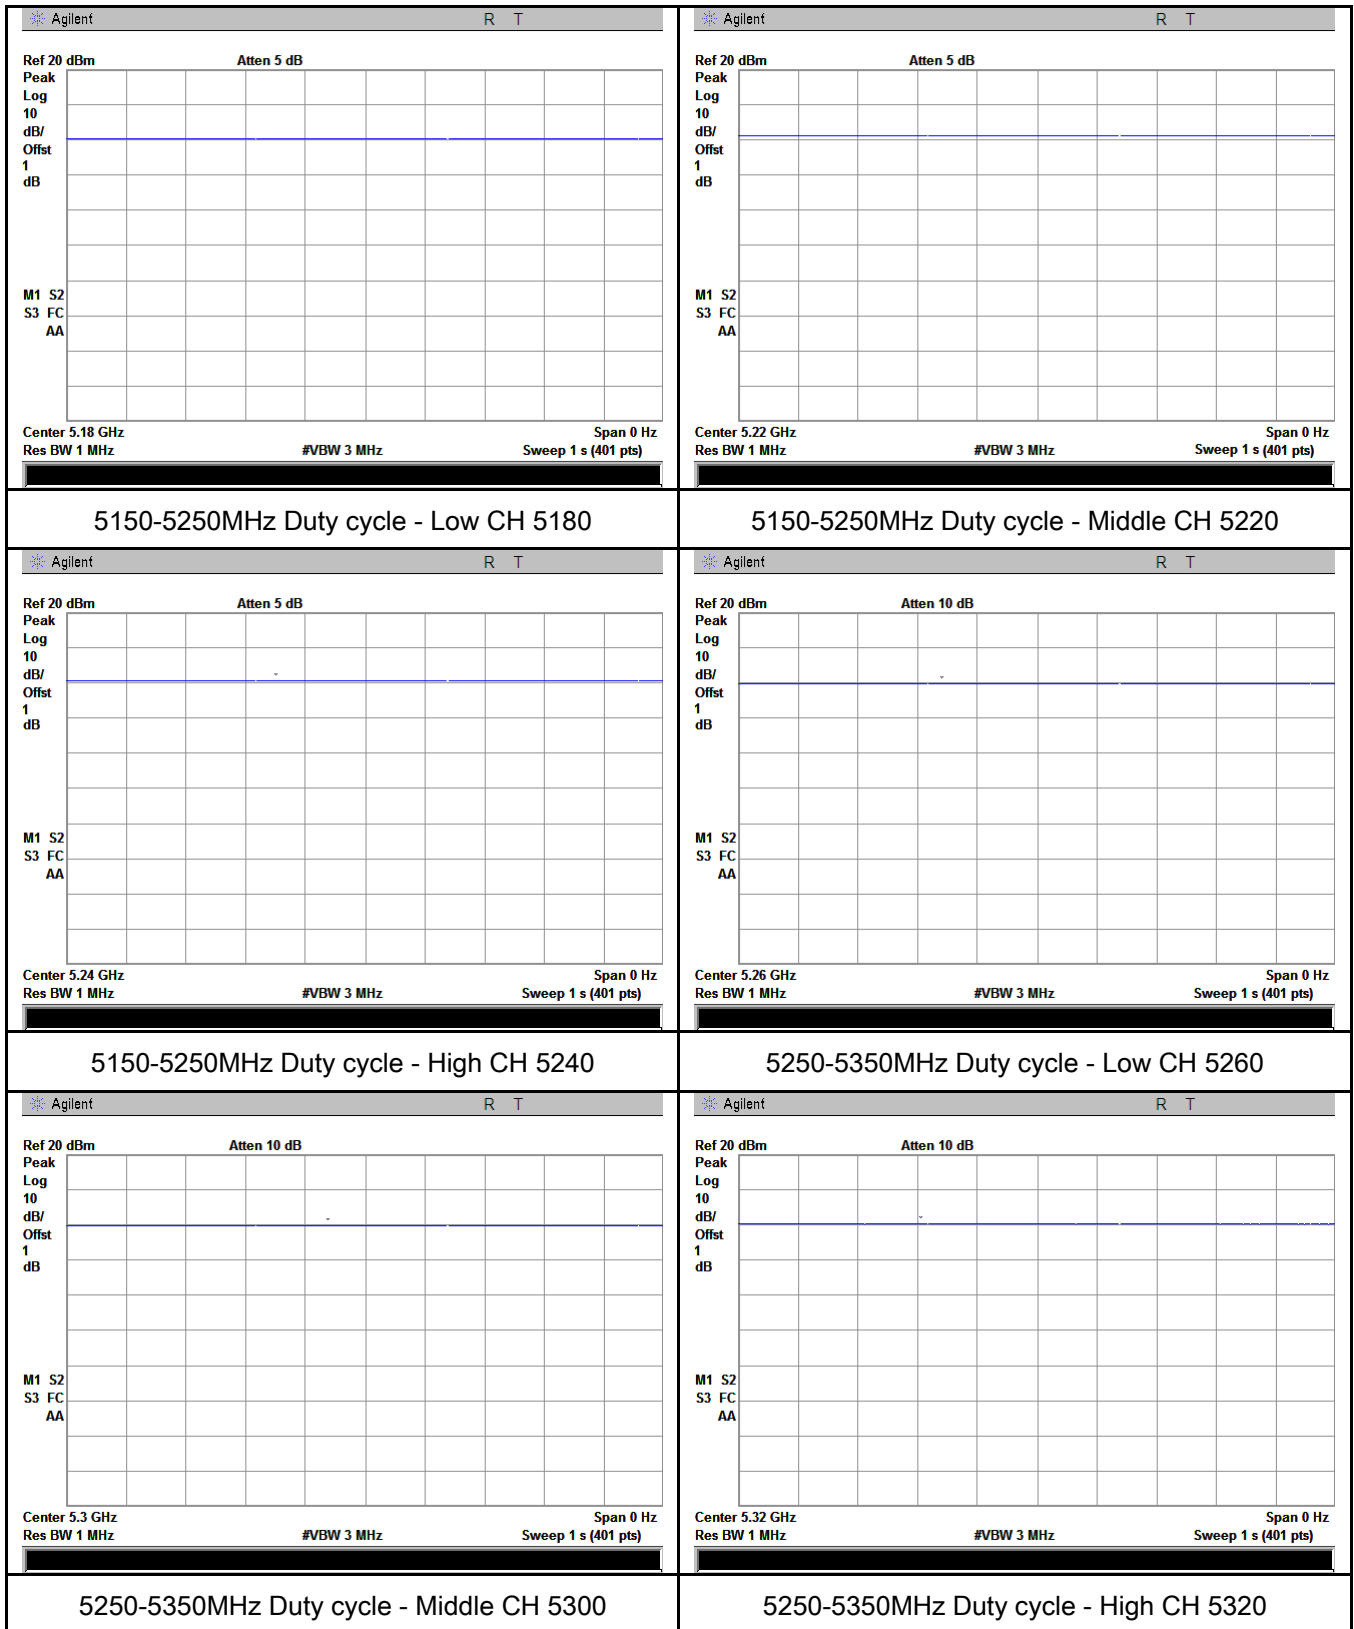 Agilent R T
Ref 20 dBm Atten 5 dB
Peak
Log
10
dB/
Offst
1
dB
M1 S2
S3 FC
AA
Center 5.18 GHz Span 0 Hz
Res BW 1 MHz #VBW 3 MHz Sweep 1 s (401 pts)
5150-5250MHz Duty cycle - Low CH 5180
Agilent R T
Ref 20 dBm Atten 5 dB
Peak
Log
10
dB/
Offst
1
dB
M1 S2
S3 FC
AA
Center 5.22 GHz Span 0 Hz
Res BW 1 MHz #VBW 3 MHz Sweep 1 s (401 pts)
5150-5250MHz Duty cycle - Middle CH 5220
Agilent R T
Ref 20 dBm Atten 5 dB
Peak
Log
10
dB/
Offst
1
dB
M1 S2
S3 FC
AA
Center 5.24 GHz Span 0 Hz
Res BW 1 MHz #VBW 3 MHz Sweep 1 s (401 pts)
5150-5250MHz Duty cycle - High CH 5240
Agilent R T
Ref 20 dBm Atten 10 dB
Peak
Log
10
dB/
Offst
1
dB
M1 S2
S3 FC
AA
Center 5.26 GHz Span 0 Hz
Res BW 1 MHz #VBW 3 MHz Sweep 1 s (401 pts)
5250-5350MHz Duty cycle - Low CH 5260
Agilent R T
Ref 20 dBm Atten 10 dB
Peak
Log
10
dB/
Offst
1
dB
M1 S2
S3 FC
AA
Center 5.3 GHz Span 0 Hz
Res BW 1 MHz #VBW 3 MHz Sweep 1 s (401 pts)
5250-5350MHz Duty cycle - Middle CH 5300
Agilent R T
Ref 20 dBm Atten 10 dB
Peak
Log
10
dB/
Offst
1
dB
M1 S2
S3 FC
AA
Center 5.32 GHz Span 0 Hz
Res BW 1 MHz #VBW 3 MHz Sweep 1 s (401 pts)
5250-5350MHz Duty cycle - High CH 5320